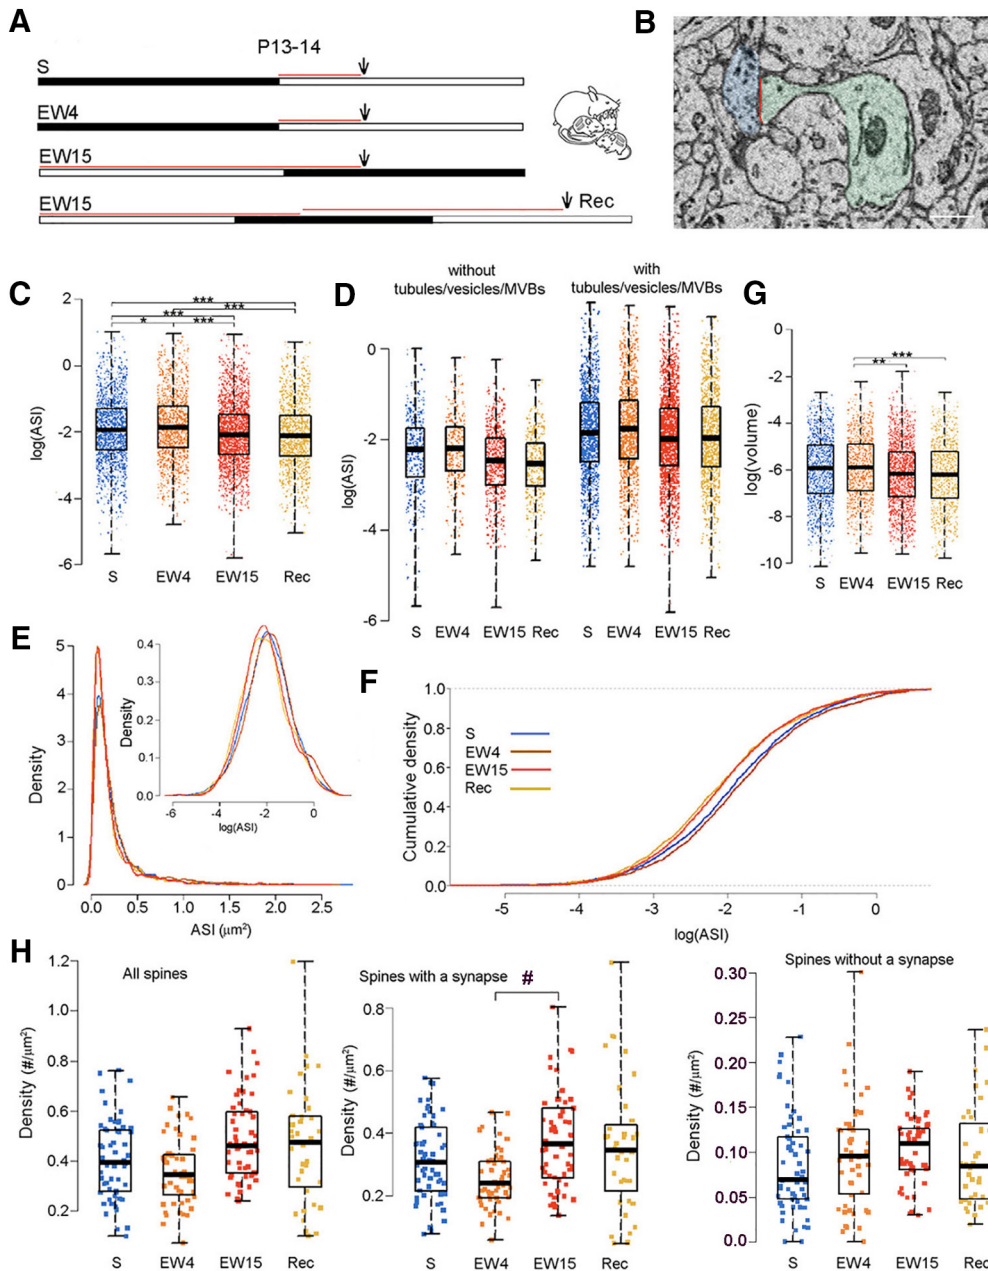 A
P13-14
S
EW4
EW15
EW15
Rec
B
C
2
0
-2
-4
-6
log(ASI)
***
***
***
* ***
S EW4 EW15 Rec
D
without
tubules/vesicles/MVBs
with
tubules/vesicles/MVBs
0
-2
-4
-6
log(ASI)
S EW4 EW15 Rec
S EW4 EW15 Rec
G
0
-2
-4
-6
-8
-10
log(volume)
***
**
S EW4 EW15 Rec
E
5
4
3
2
1
0
Density
0.0 0.5 1.0 1.5 2.0 2.5
ASI (μm²)
0.4
0.3
0.2
0.1
0.0
Density
-6 -4 -2 0
log(ASI)
F
1.0
0.8
0.6
0.4
0.2
0.0
Cumulative density
S
EW4
EW15
Rec
-5 -4 -3 -2 -1 0
log(ASI)
H
All spines
1.2
1.0
0.8
0.6
0.4
0.2
Density (#/μm²)
S EW4 EW15 Rec
Spines with a synapse
#
0.8
0.6
0.4
0.2
Density (#/μm²)
S EW4 EW15 Rec
Spines without a synapse
0.30
0.25
0.20
0.15
0.10
0.05
0.0
Density (#/μm²)
S EW4 EW15 Rec